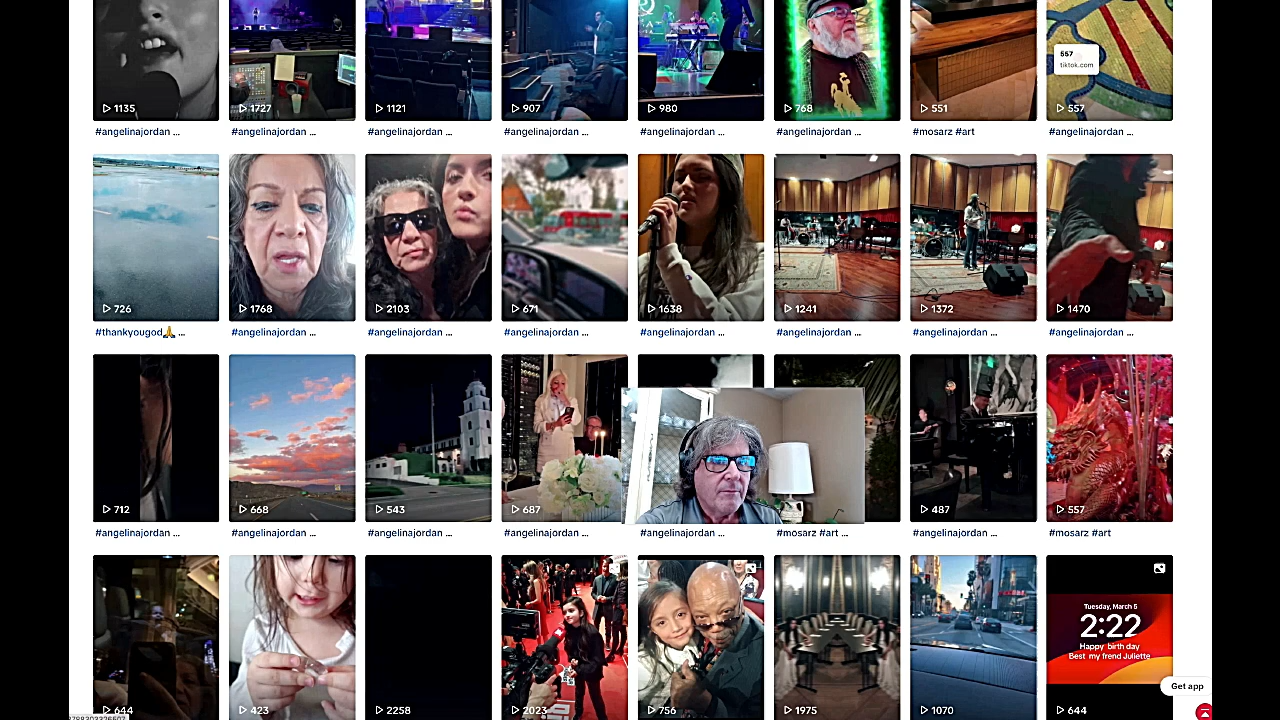 1135
1727
1121
907
980
768
551
557
tiktok.com
557
#angelinajordan ...
#angelinajordan ...
#angelinajordan ...
#angelinajordan ...
#angelinajordan ...
#angelinajordan ...
#mosarz #art
#angelinajordan ...
726
1768
2103
671
1638
1241
1372
1470
#thankyougod🙏 ...
#angelinajordan ...
#angelinajordan ...
#angelinajordan ...
#angelinajordan ...
#angelinajordan ...
#angelinajordan ...
#angelinajordan ...
712
668
543
687
487
557
#angelinajordan ...
#angelinajordan ...
#angelinajordan ...
#angelinajordan ...
#angelinajordan ...
#mosarz #art ...
#angelinajordan ...
#mosarz #art
Tuesday, March 5
2:22
Happy birth day
Best my frend Juliette
Get app
644
423
2258
2023
756
1975
1070
644